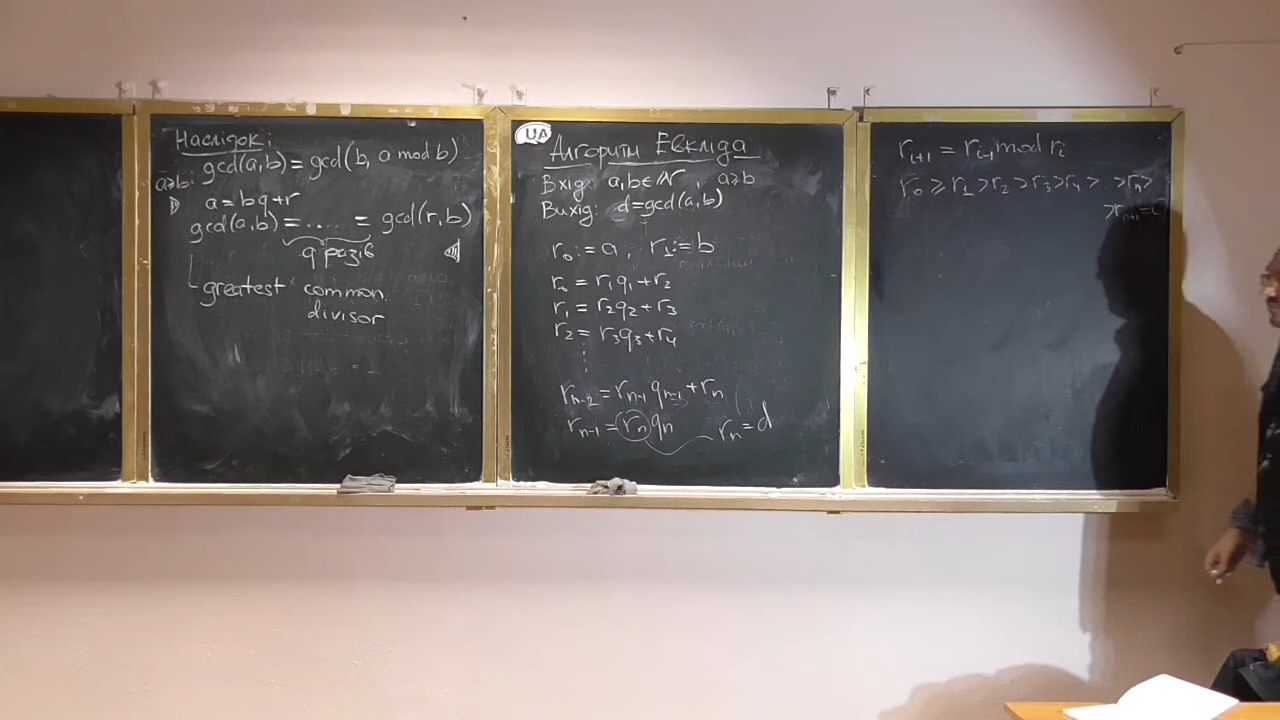 Наслідок:
a≥b: gcd(a,b) = gcd(b, a mod b)
a = bq+r
gcd(a,b) = .... = gcd(r,b)
q разів
greatest common
divisor
UA
Алгоритм Евкліда
Вхід: a,b∈ℕ, a≥b
Вихід: d=gcd(a,b)
r₀ := a, r₁ := b
r₀ = r₁q₁+r₂
r₁ = r₂q₂+r₃
r₂ = r₃q₃+r₄
rₙ₋₂ = rₙ₋₁qₙ₋₁+rₙ
rₙ₋₁ = rₙqₙ rₙ = d
rᵢ₊₁ = rᵢ₋₁ mod rᵢ
r₀ ≥ r₁ > r₂ > r₃ > r₄ > >rₙ>
>rₙ₊₁=0